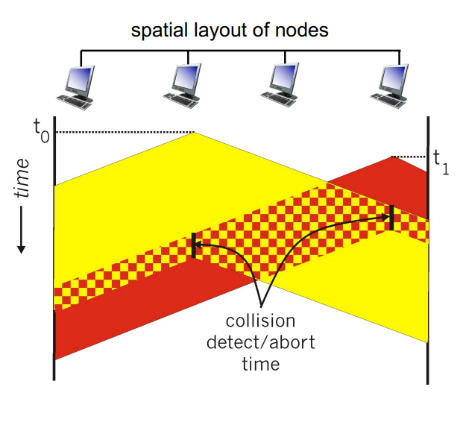 spatial layout of nodes
t0
t1
time
collision
detect/abort
time